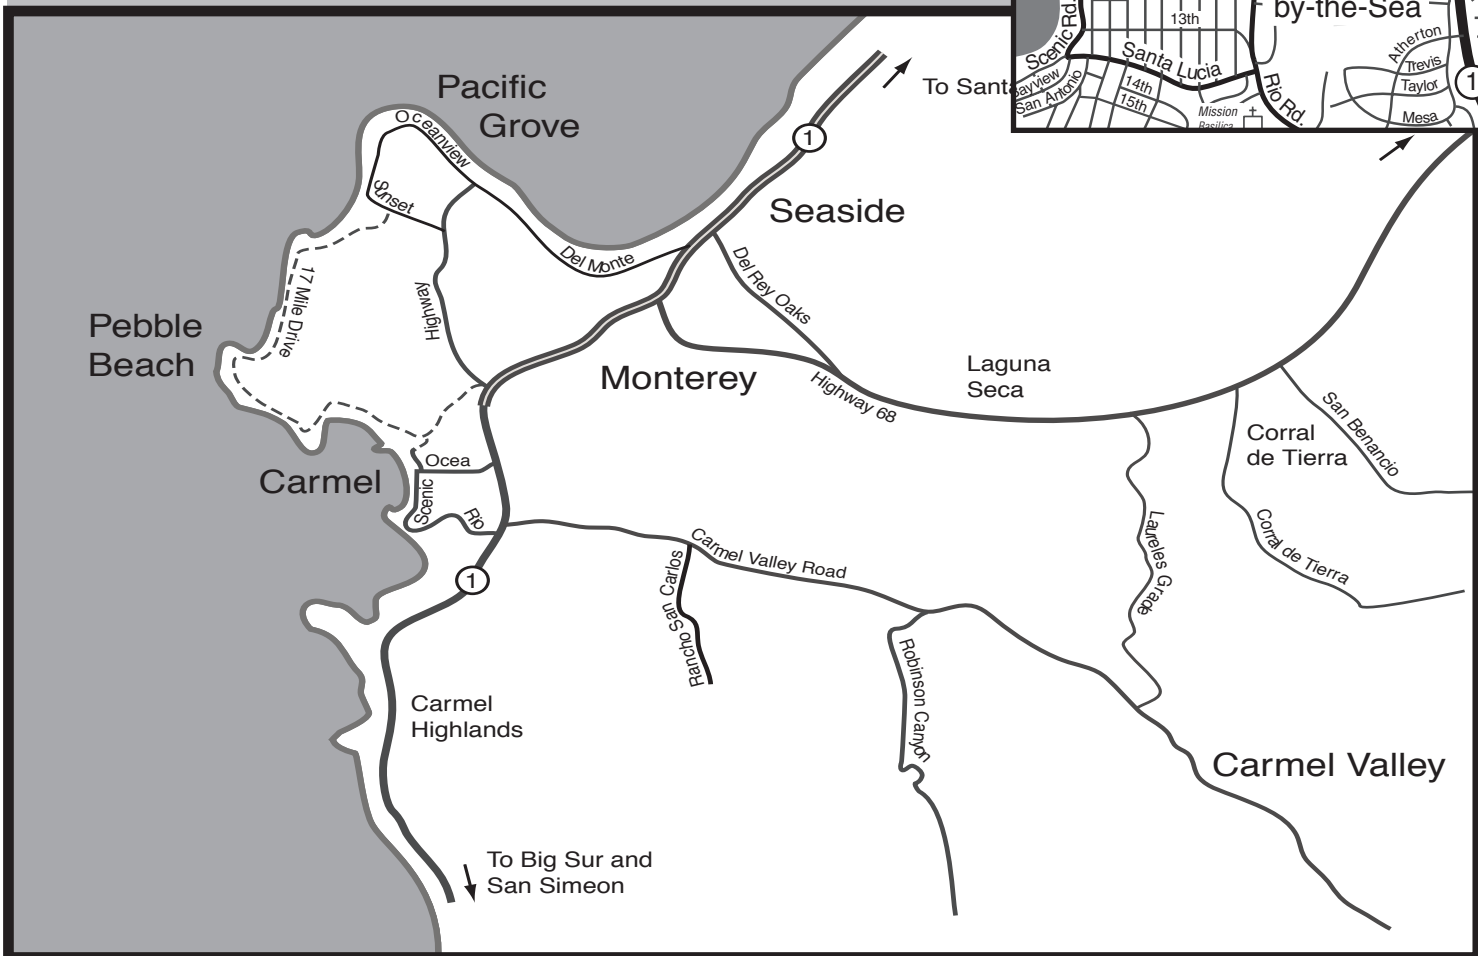 by-the-Sea
13th
Scenic Rd.
Santa Lucia
Atherton
Trevis
Taylor
Mesa
Bayview
San Antonio
14th
15th
Rio Rd.
Mission
Basilica
1
Pacific
Grove
To Santa
Oceanview
1
Sunset
Seaside
Del Monte
Del Rey Oaks
17 Mile Drive
Highway
Pebble
Beach
Monterey
Highway 68
Laguna
Seca
San Benancio
Corral
de Tierra
Carmel
Ocea
Scenic
Rio
Corral de Tierra
Laureles Grade
Carmel Valley Road
Rancho San Carlos
1
Robinson Canyon
Carmel
Highlands
Carmel Valley
To Big Sur and
San Simeon